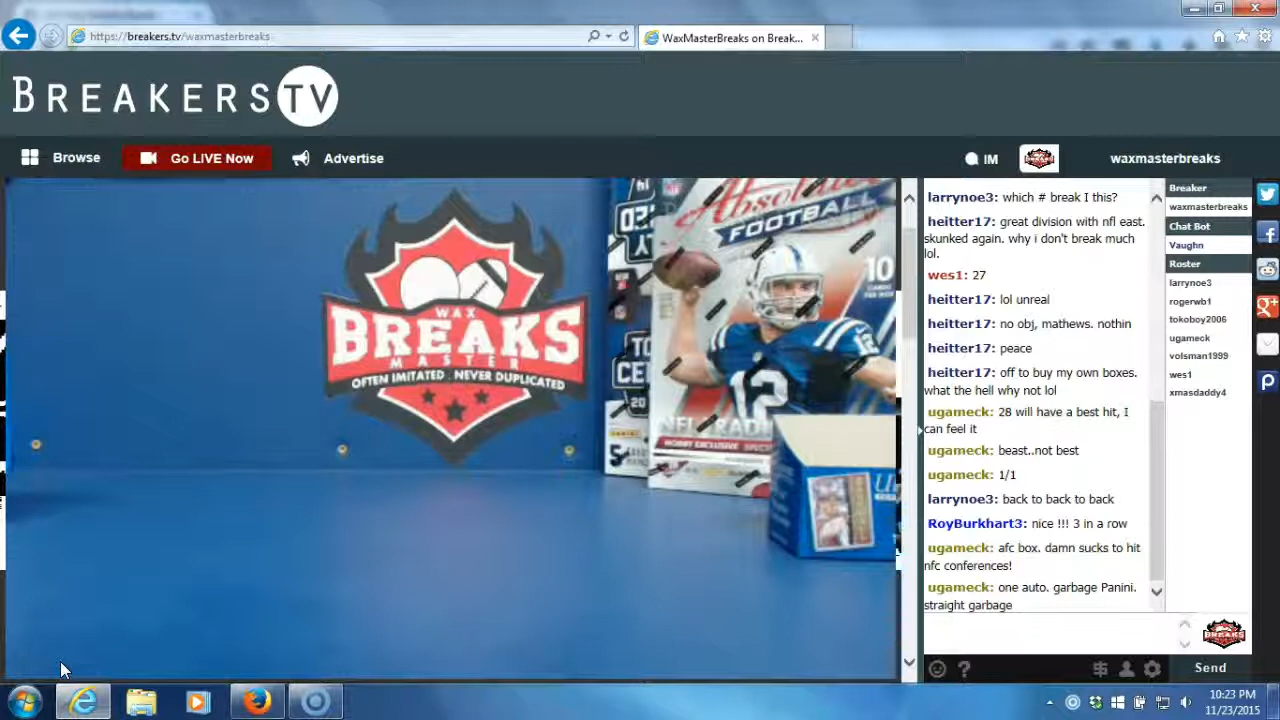 https://breakers.tv/waxmasterbreaks
WaxMasterBreaks on Break...
BREAKERSTV
Browse
Go LIVE Now
Advertise
IM
waxmasterbreaks
WAX
BREAKS
MASTER
OFTEN IMITATED NEVER DUPLICATED
Absolute
FOOTBALL
10
12
larrynoe3: which # break I this?
heitter17: great division with nfl east.
skunked again. why i don't break much
lol.
wes1: 27
heitter17: lol unreal
heitter17: no obj, mathews. nothin
heitter17: peace
heitter17: off to buy my own boxes.
what the hell why not lol
ugameck: 28 will have a best hit, I
can feel it
ugameck: beast..not best
ugameck: 1/1
larrynoe3: back to back to back
RoyBurkhart3: nice !!! 3 in a row
ugameck: afc box. damn sucks to hit
nfc conferences!
ugameck: one auto. garbage Panini.
straight garbage
Breaker
waxmasterbreaks
Chat Bot
Vaughn
Roster
larrynoe3
rogerwb1
tokoboy2006
ugameck
volsman1999
wes1
xmasdaddy4
BREAKS
Send
10:23 PM
11/23/2015